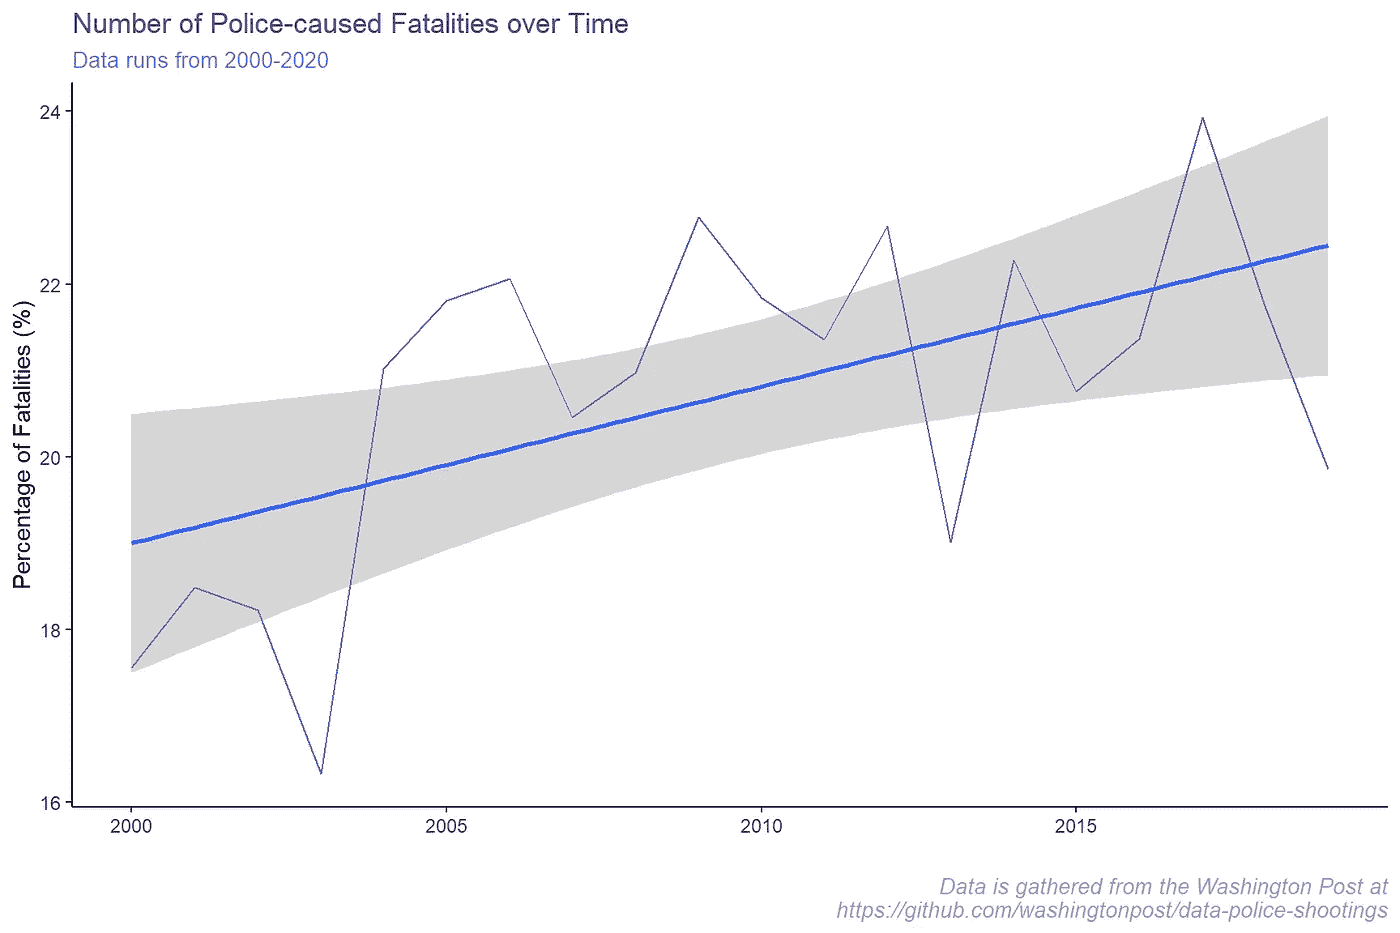 Number of Police-caused Fatalities over Time
Data runs from 2000-2020
Percentage of Fatalities (%)
24
22
20
18
16
2000
2005
2010
2015
Data is gathered from the Washington Post at
https://github.com/washingtonpost/data-police-shootings